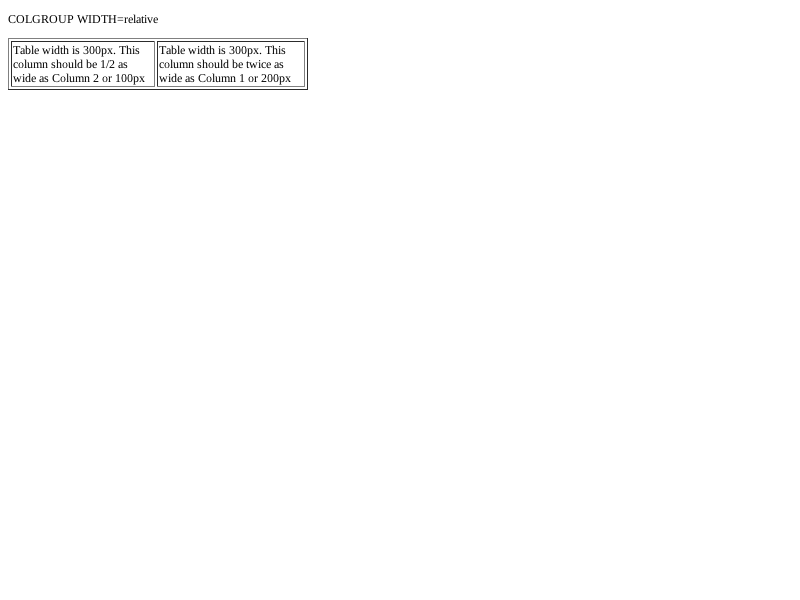 COLGROUP WIDTH=relative
Table width is 300px. This
column should be 1/2 as
wide as Column 2 or 100px
Table width is 300px. This
column should be twice as
wide as Column 1 or 200px